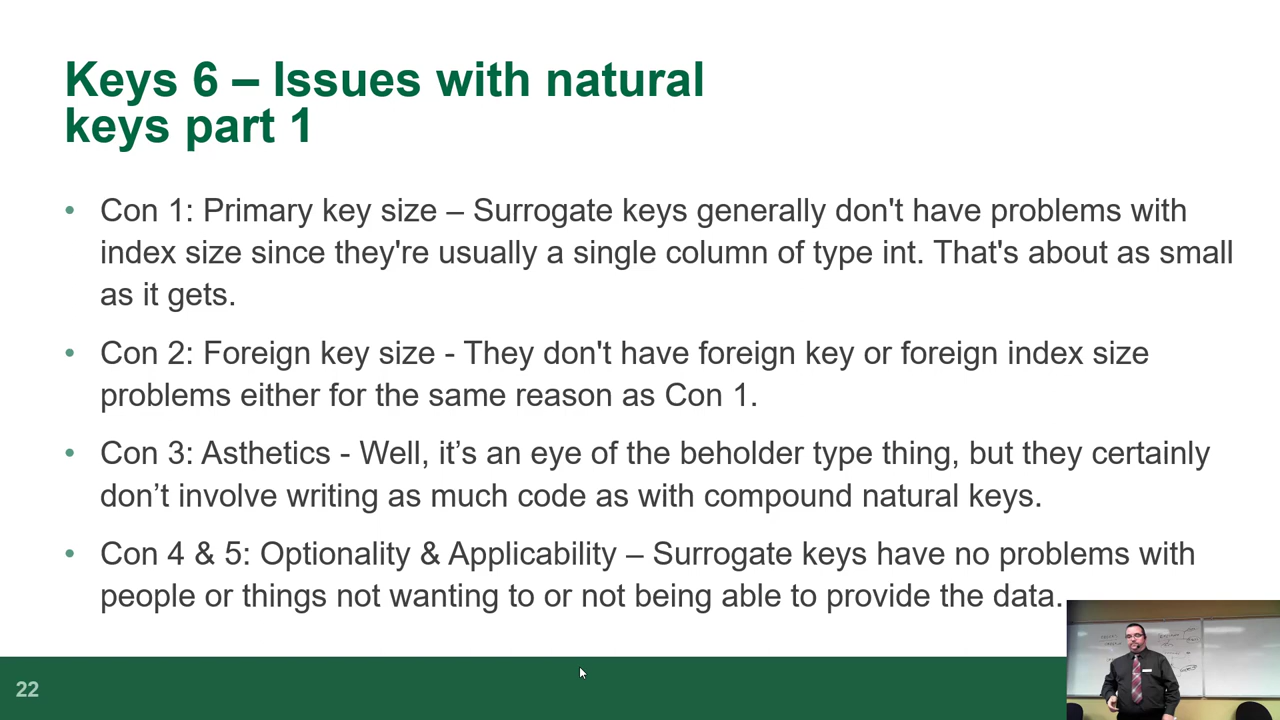 Keys 6 – Issues with natural
keys part 1
• Con 1: Primary key size – Surrogate keys generally don't have problems with
index size since they're usually a single column of type int. That's about as small
as it gets.
• Con 2: Foreign key size - They don't have foreign key or foreign index size
problems either for the same reason as Con 1.
• Con 3: Asthetics - Well, it’s an eye of the beholder type thing, but they certainly
don’t involve writing as much code as with compound natural keys.
• Con 4 & 5: Optionality & Applicability – Surrogate keys have no problems with
people or things not wanting to or not being able to provide the data.
22